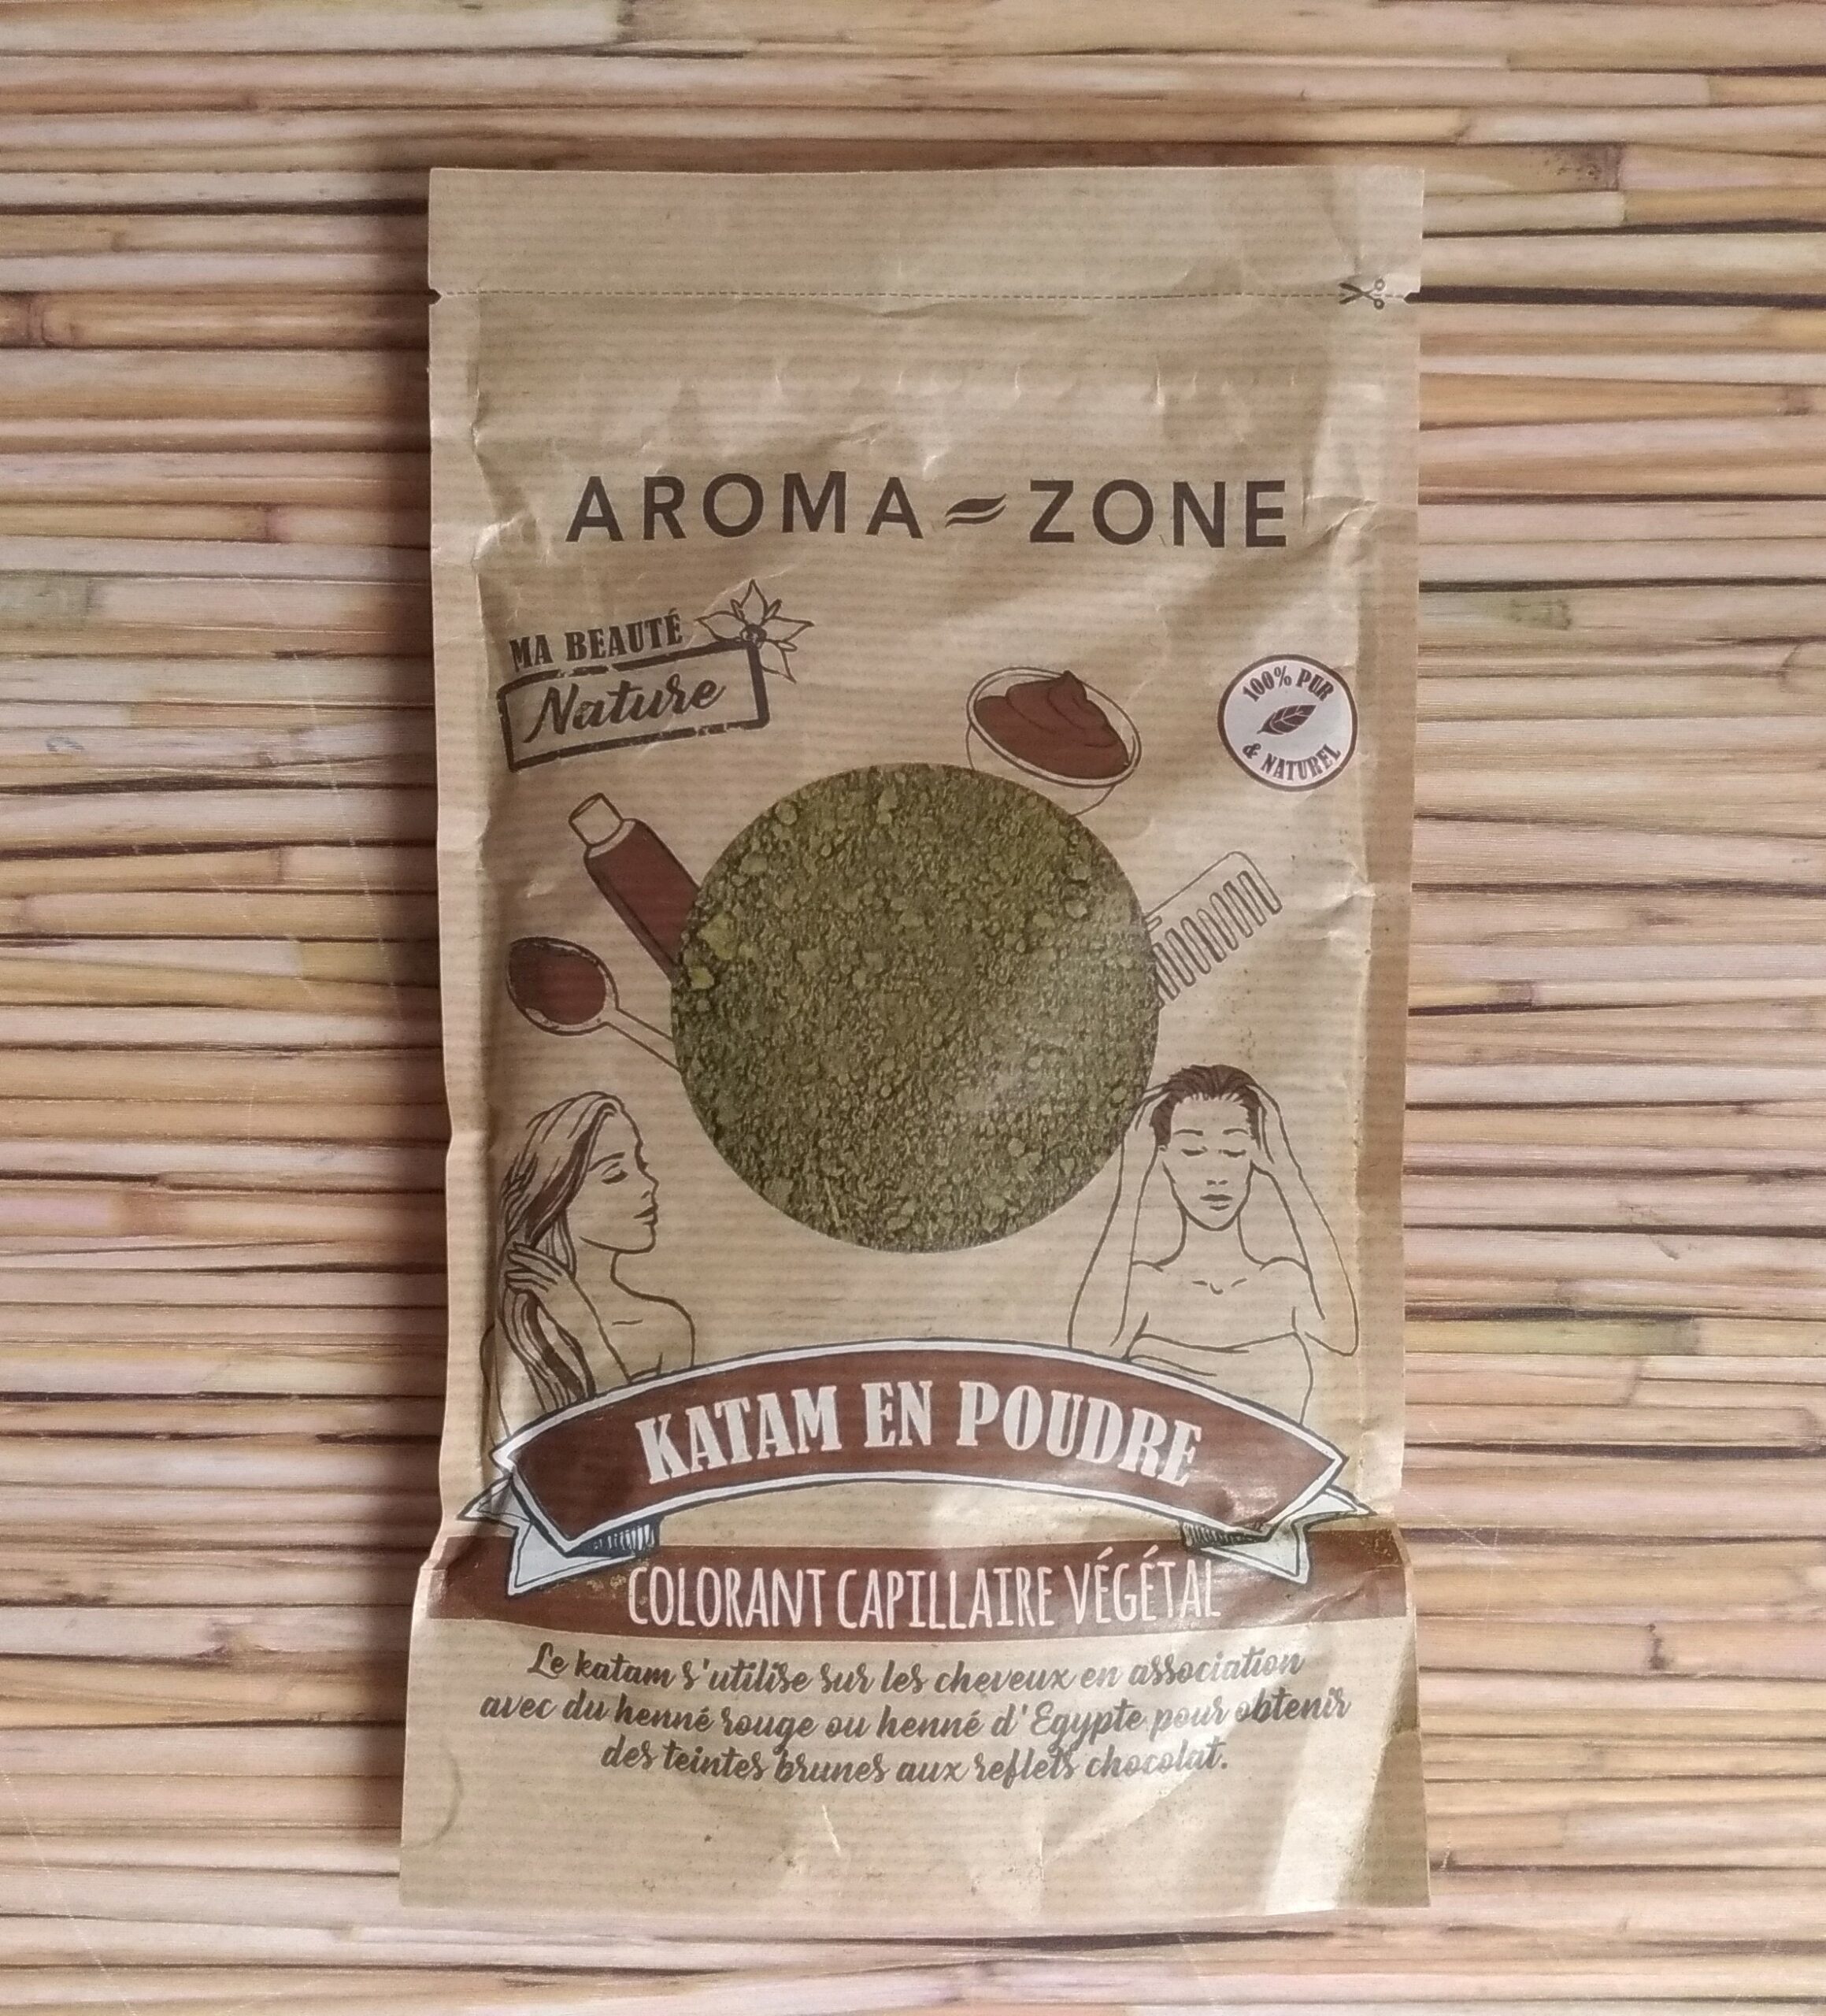 AROMA ZONE
MA BEAUTÉ
Nature
100% PUR
& NATUREL
KATAM EN POUDRE
COLORANT CAPILLAIRE VÉGÉTAL
Le katam s'utilise sur les cheveux en association
avec du henné rouge ou henné d'Egypte pour obtenir
des teintes brunes aux reflets chocolat.